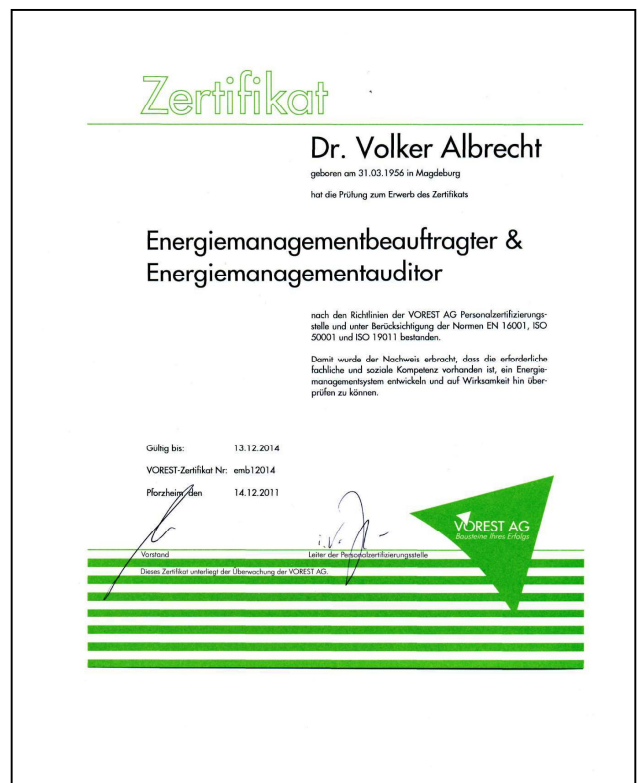 Zertifikat
Dr. Volker Albrecht
geboren am 31.03.1956 in Magdeburg
hat die Prüfung zum Erwerb des Zertifikats
Energiemanagementbeauftragter &
Energiemanagementauditor
nach den Richtlinien der VOREST AG Personalzertifizierungs-
stelle und unter Berücksichtigung der Normen EN 16001, ISO
50001 und ISO 19011 bestanden.
Damit wurde der Nachweis erbracht, dass die erforderliche
fachliche und soziale Kompetenz vorhanden ist, ein Energie-
managementsystem entwickeln und auf Wirksamkeit hin über-
prüfen zu können.
Gültig bis: 13.12.2014
VOREST-Zertifikat Nr: emb12014
Pforzheim, den 14.12.2011
i.V.
Vorstand
Leiter der Personalzertifizierungsstelle
VOREST AG
Bausteine Ihres Erfolgs
Dieses Zertifikat unterliegt der Überwachung der VOREST AG.